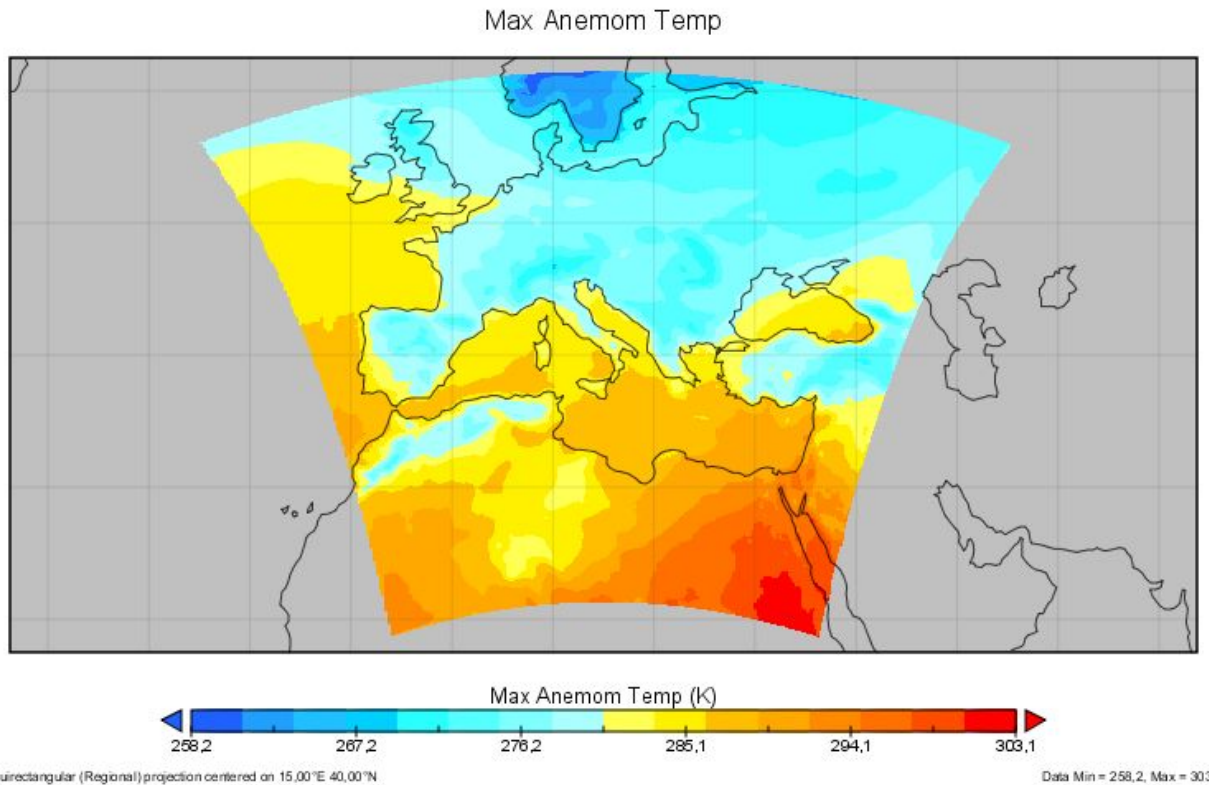 Max Anemom Temp
Max Anemom Temp (K)
258,2 267,2 276,2 285,1 294,1 303,1
uirectangular (Regional) projection centered on 15,00°E 40,00°N
Data Min = 258,2, Max = 303